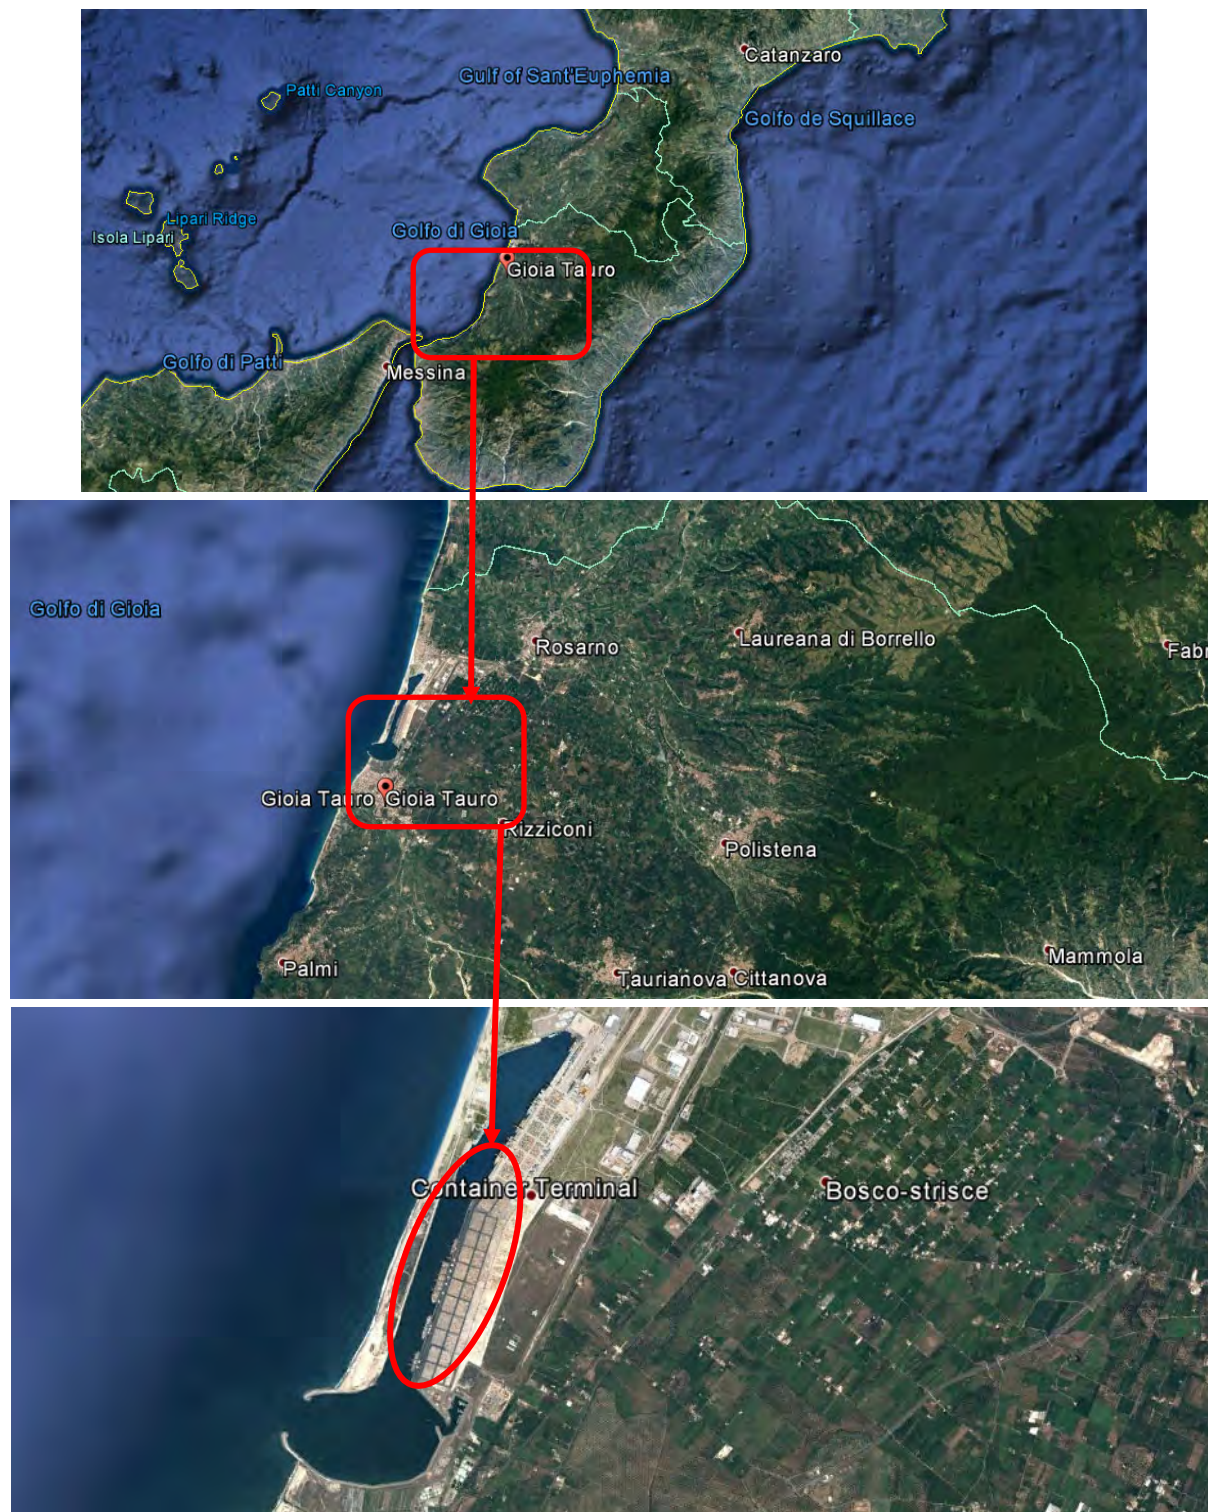 Catanzaro
Gulf of Sant'Euphemia
Patti Canyon
Golfo de Squillace
Lipari Ridge
Isola Lipari
Golfo di Gioia
Gioia Tauro
Golfo di Patti
Messina
Golfo di Gioia
Rosarno
Laureana di Borrello
Fabr
Gioia Tauro Gioia Tauro
Rizziconi
Polistena
Palmi
Taurianova Cittanova
Mammola
Container Terminal
Bosco-strisce